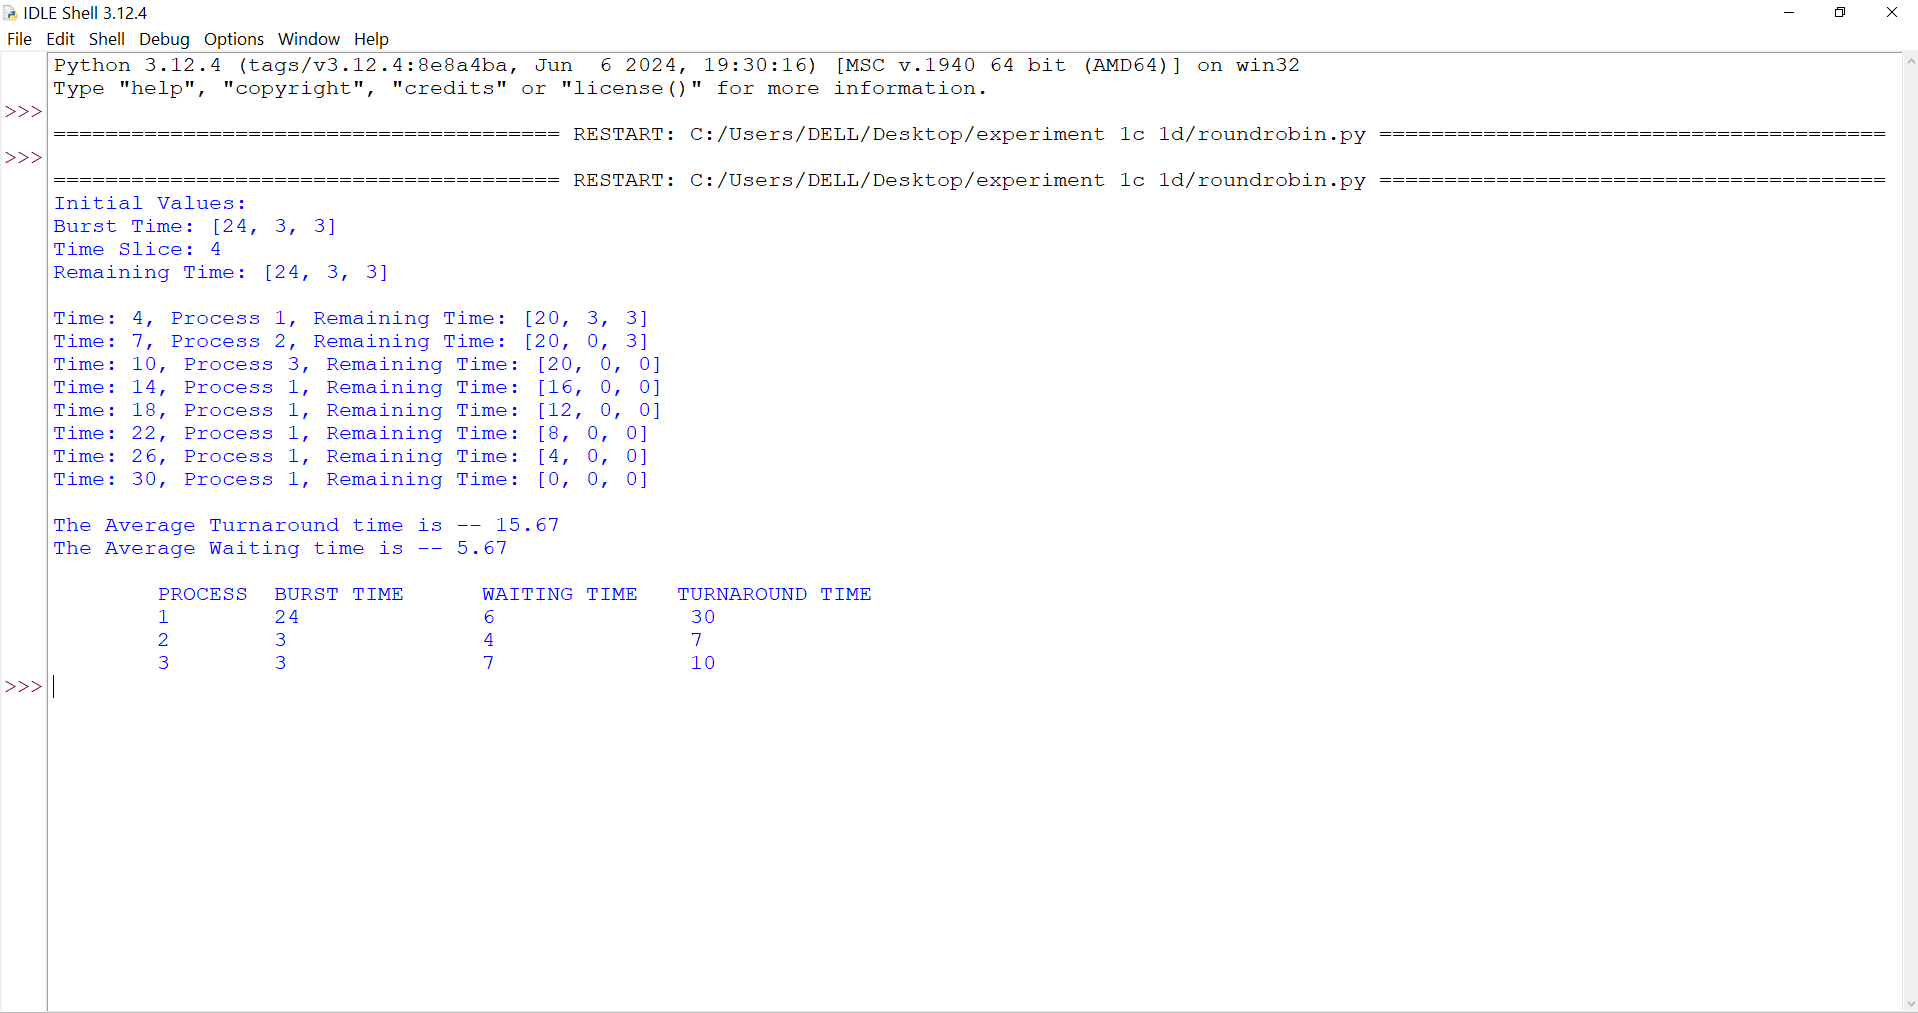 IDLE Shell 3.12.4
File Edit Shell Debug Options Window Help
Python 3.12.4 (tags/v3.12.4:8e8a4ba, Jun  6 2024, 19:30:16) [MSC v.1940 64 bit (AMD64)] on win32
Type "help", "copyright", "credits" or "license()" for more information.
>>>
======================================= RESTART: C:/Users/DELL/Desktop/experiment 1c 1d/roundrobin.py =======================================
>>>
======================================= RESTART: C:/Users/DELL/Desktop/experiment 1c 1d/roundrobin.py =======================================
Initial Values:
Burst Time: [24, 3, 3]
Time Slice: 4
Remaining Time: [24, 3, 3]
Time: 4, Process 1, Remaining Time: [20, 3, 3]
Time: 7, Process 2, Remaining Time: [20, 0, 3]
Time: 10, Process 3, Remaining Time: [20, 0, 0]
Time: 14, Process 1, Remaining Time: [16, 0, 0]
Time: 18, Process 1, Remaining Time: [12, 0, 0]
Time: 22, Process 1, Remaining Time: [8, 0, 0]
Time: 26, Process 1, Remaining Time: [4, 0, 0]
Time: 30, Process 1, Remaining Time: [0, 0, 0]
The Average Turnaround time is -- 15.67
The Average Waiting time is -- 5.67
PROCESS  BURST TIME      WAITING TIME   TURNAROUND TIME
1        24              6               30
2        3               4               7
3        3               7               10
>>>